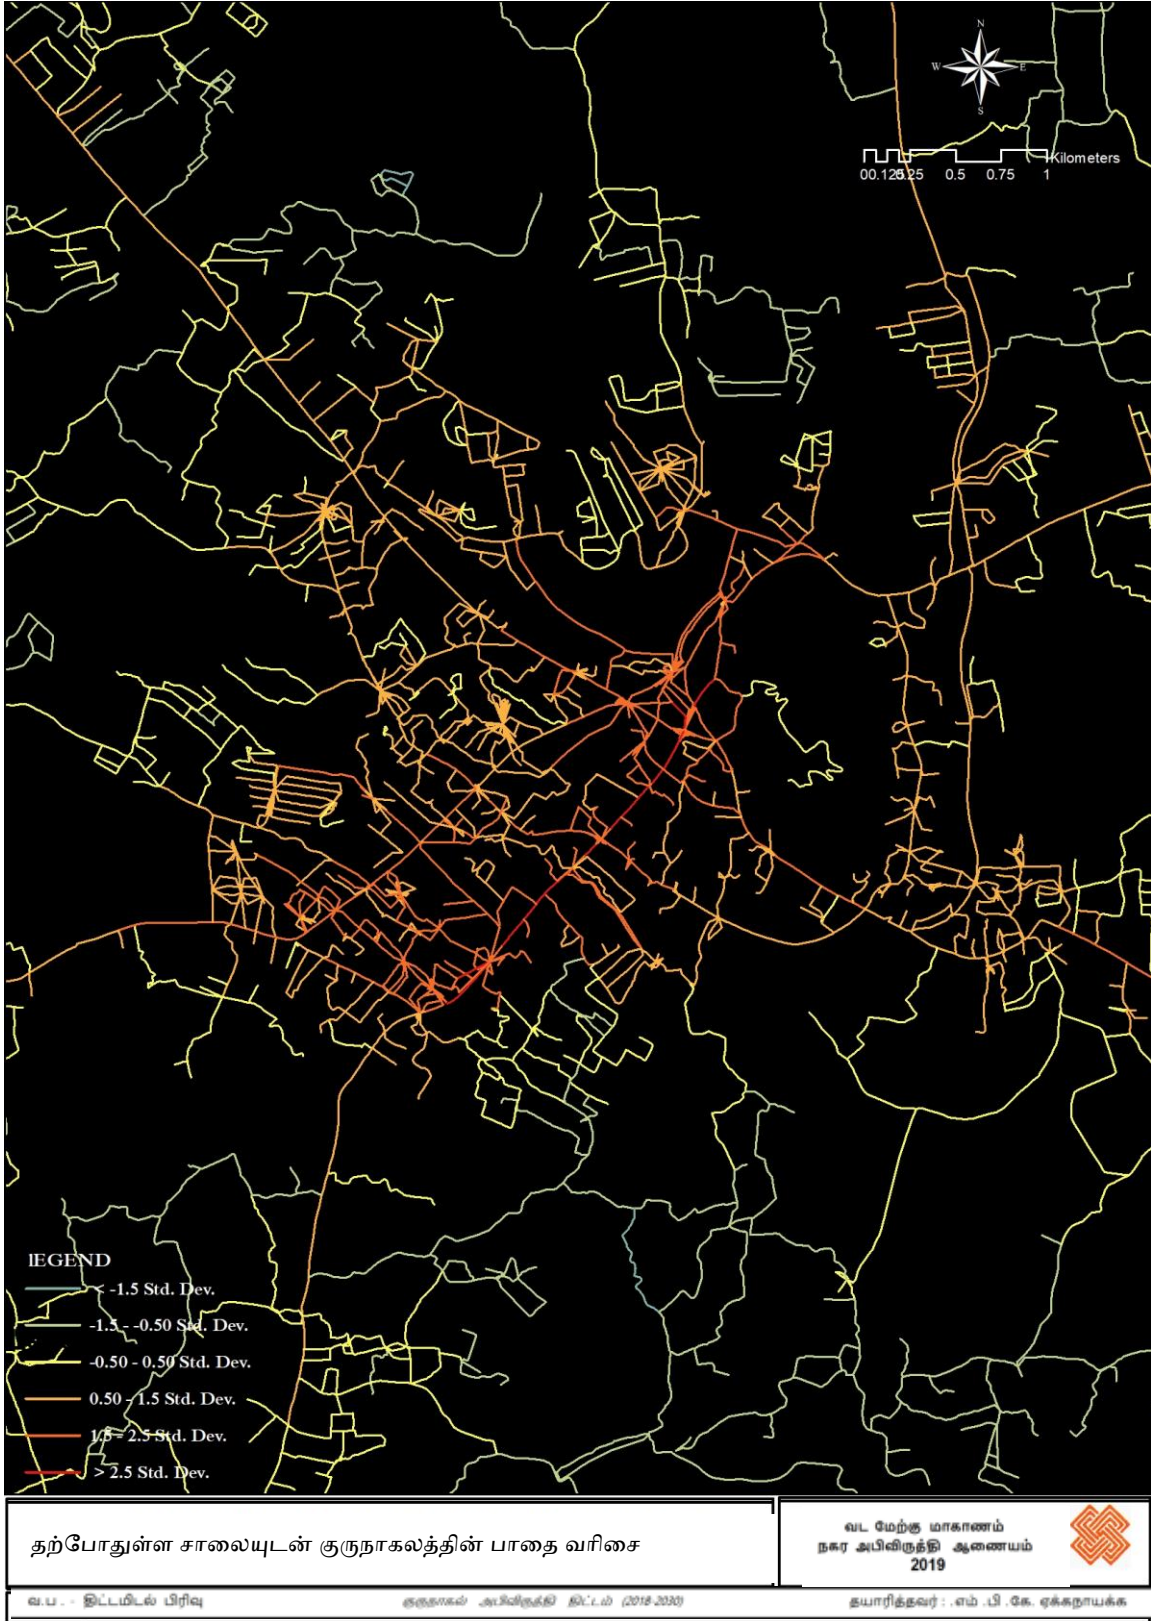 N
W E
S
Kilometers
00.1250.25 0.5 0.75 1
lEGEND
< -1.5 Std. Dev.
-1.5 - -0.50 Std. Dev.
-0.50 - 0.50 Std. Dev.
0.50 - 1.5 Std. Dev.
1.5 - 2.5 Std. Dev.
> 2.5 Std. Dev.
தற்போதுள்ள சாலையுடன் குருநாகலத்தின் பாதை வரிசை
வட மேற்கு மாகாணம்
நகர அபிவிருத்தி ஆணையம்
2019
வ.ப . - திட்டமிடல் பிரிவு
குருநாகல் அபிவிருத்தி திட்டம் (2018-2030)
தயாரித்தவர் : .எம் .பி .கே. ஏக்கநாயக்க